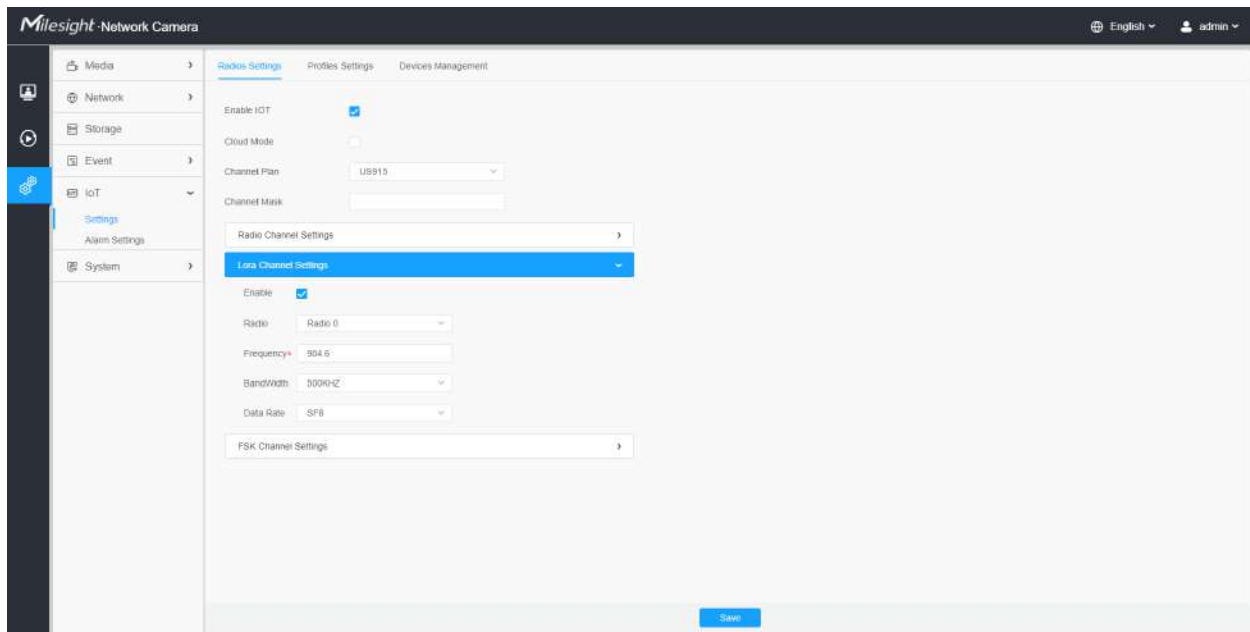 Milesight Network Camera
English
admin
Media
Network
Storage
Event
IoT
Settings
Alarm Settings
System
Radios Settings
Profiles Settings
Devices Management
Enable IOT
Cloud Mode
Channel Plan US915
Channel Mask
Radio Channel Settings
Lora Channel Settings
Enable
Radio Radio 0
Frequency* 904.6
BandWidth 500KHZ
Data Rate SF8
FSK Channel Settings
Save